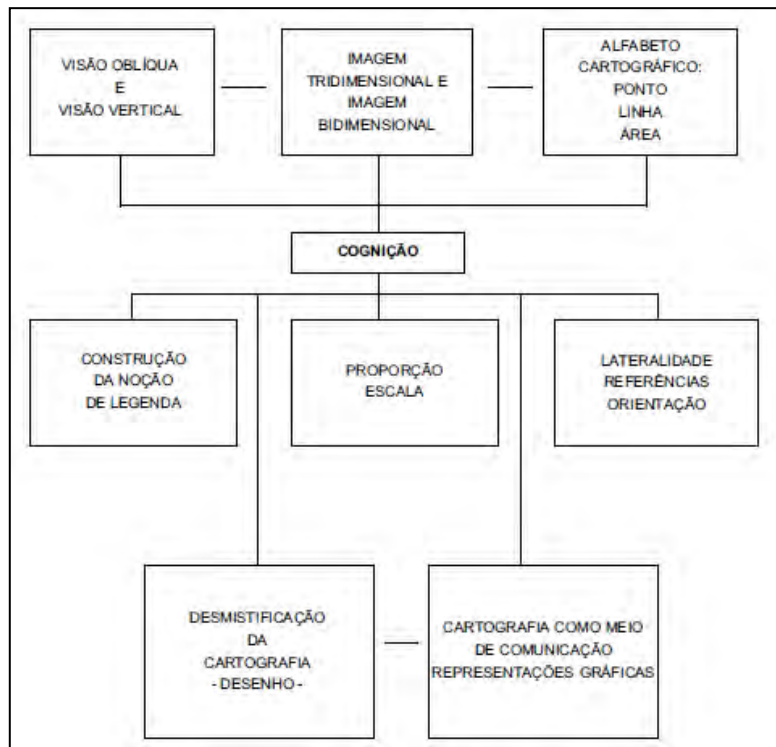 VISÃO OBLÍQUA
E
VISÃO VERTICAL
IMAGEM
TRIDIMENSIONAL E
IMAGEM
BIDIMENSIONAL
ALFABETO
CARTOGRÁFICO:
PONTO
LINHA
ÁREA
COGNIÇÃO
CONSTRUÇÃO
DA NOÇÃO
DE LEGENDA
PROPORÇÃO
ESCALA
LATERALIDADE
REFERÊNCIAS
ORIENTAÇÃO
DESMISTIFICAÇÃO
DA
CARTOGRAFIA
- DESENHO -
CARTOGRAFIA COMO MEIO
DE COMUNICAÇÃO
REPRESENTAÇÕES GRÁFICAS